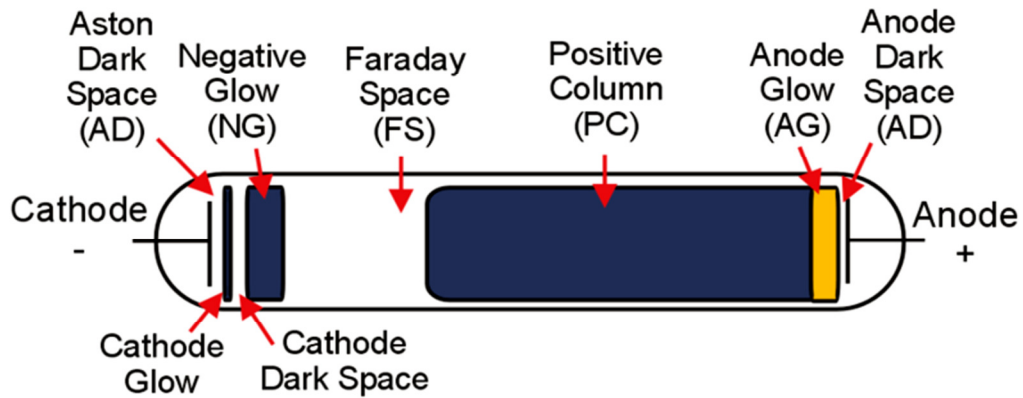 Aston
Dark
Space
(AD)
Negative
Glow
(NG)
Faraday
Space
(FS)
Positive
Column
(PC)
Anode
Glow
(AG)
Anode
Dark
Space
(AD)
Cathode
-
Anode
+
Cathode
Glow
Cathode
Dark Space